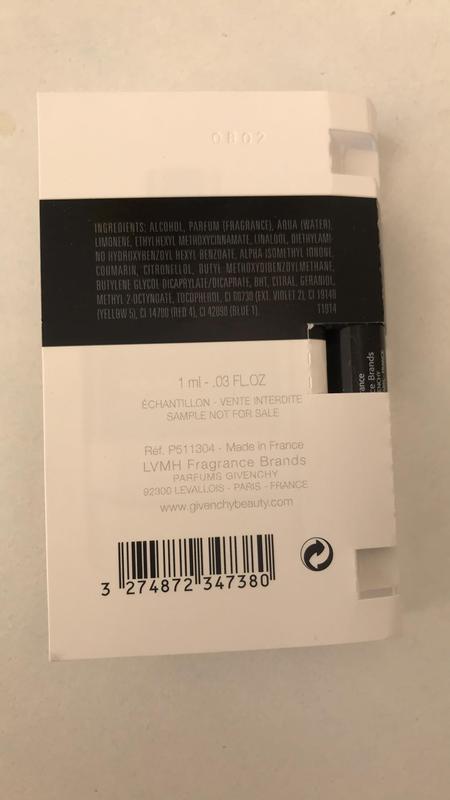 0802
INGREDIENTS: ALCOHOL, PARFUM (FRAGRANCE), AQUA (WATER),
LIMONENE, ETHYLHEXYL METHOXYCINNAMATE, LINALOOL, DIETHYLAMI-
NO HYDROXYBENZOYL HEXYL BENZOATE, ALPHA ISOMETHYL IONONE,
COUMARIN, CITRONELLOL, BUTYL METHOXYDIBENZOYLMETHANE,
BUTYLENE GLYCOL DICAPRYLATE/DICAPRATE, BHT, CITRAL, GERANIOL,
METHYL 2-OCTYNOATE, TOCOPHEROL, CI 60730 (EXT. VIOLET 2), CI 19140
(YELLOW 5), CI 14700 (RED 4), CI 42090 (BLUE 1). 11914
rance
ce Brands
VENCHY
1 ml - .03 FL.OZ
ÉCHANTILLON - VENTE INTERDITE
SAMPLE NOT FOR SALE
Réf. P511304 - Made in France
LVMH Fragrance Brands
PARFUMS GIVENCHY
92300 LEVALLOIS - PARIS - FRANCE
www.givenchybeauty.com
3 274872 347380